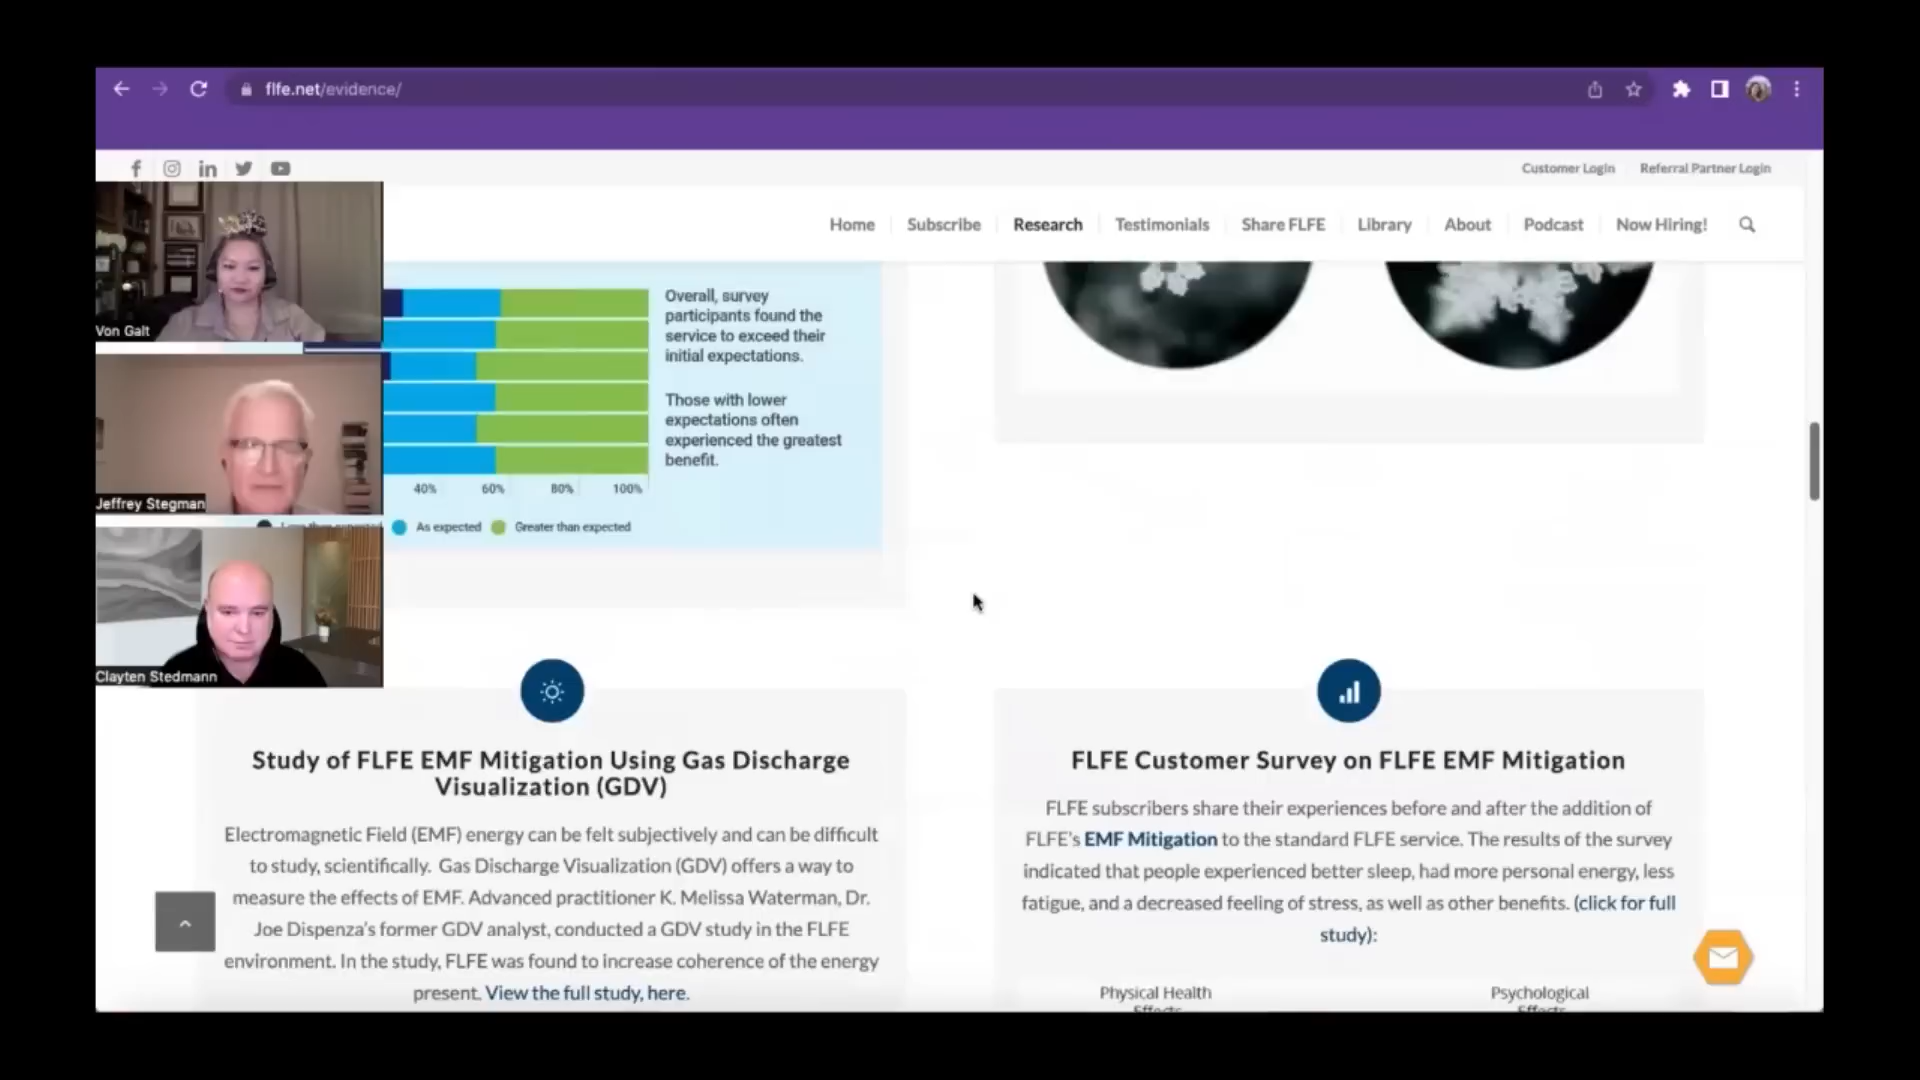 flfe.net/evidence/
Customer Login
Referral Partner Login
Home
Subscribe
Research
Testimonials
Share FLFE
Library
About
Podcast
Now Hiring!
Von Galt
Jeffrey Stegman
Clayten Stedmann
Overall, survey
participants found the
service to exceed their
initial expectations.
Those with lower
expectations often
experienced the greatest
benefit.
40%
60%
80%
100%
As expected
Greater than expected
Study of FLFE EMF Mitigation Using Gas Discharge
Visualization (GDV)
Electromagnetic Field (EMF) energy can be felt subjectively and can be difficult
to study, scientifically. Gas Discharge Visualization (GDV) offers a way to
measure the effects of EMF. Advanced practitioner K. Melissa Waterman, Dr.
Joe Dispenza's former GDV analyst, conducted a GDV study in the FLFE
environment. In the study, FLFE was found to increase coherence of the energy
present. View the full study, here.
FLFE Customer Survey on FLFE EMF Mitigation
FLFE subscribers share their experiences before and after the addition of
FLFE's EMF Mitigation to the standard FLFE service. The results of the survey
indicated that people experienced better sleep, had more personal energy, less
fatigue, and a decreased feeling of stress, as well as other benefits. (click for full
study):
Physical Health
Effects
Psychological
Effects